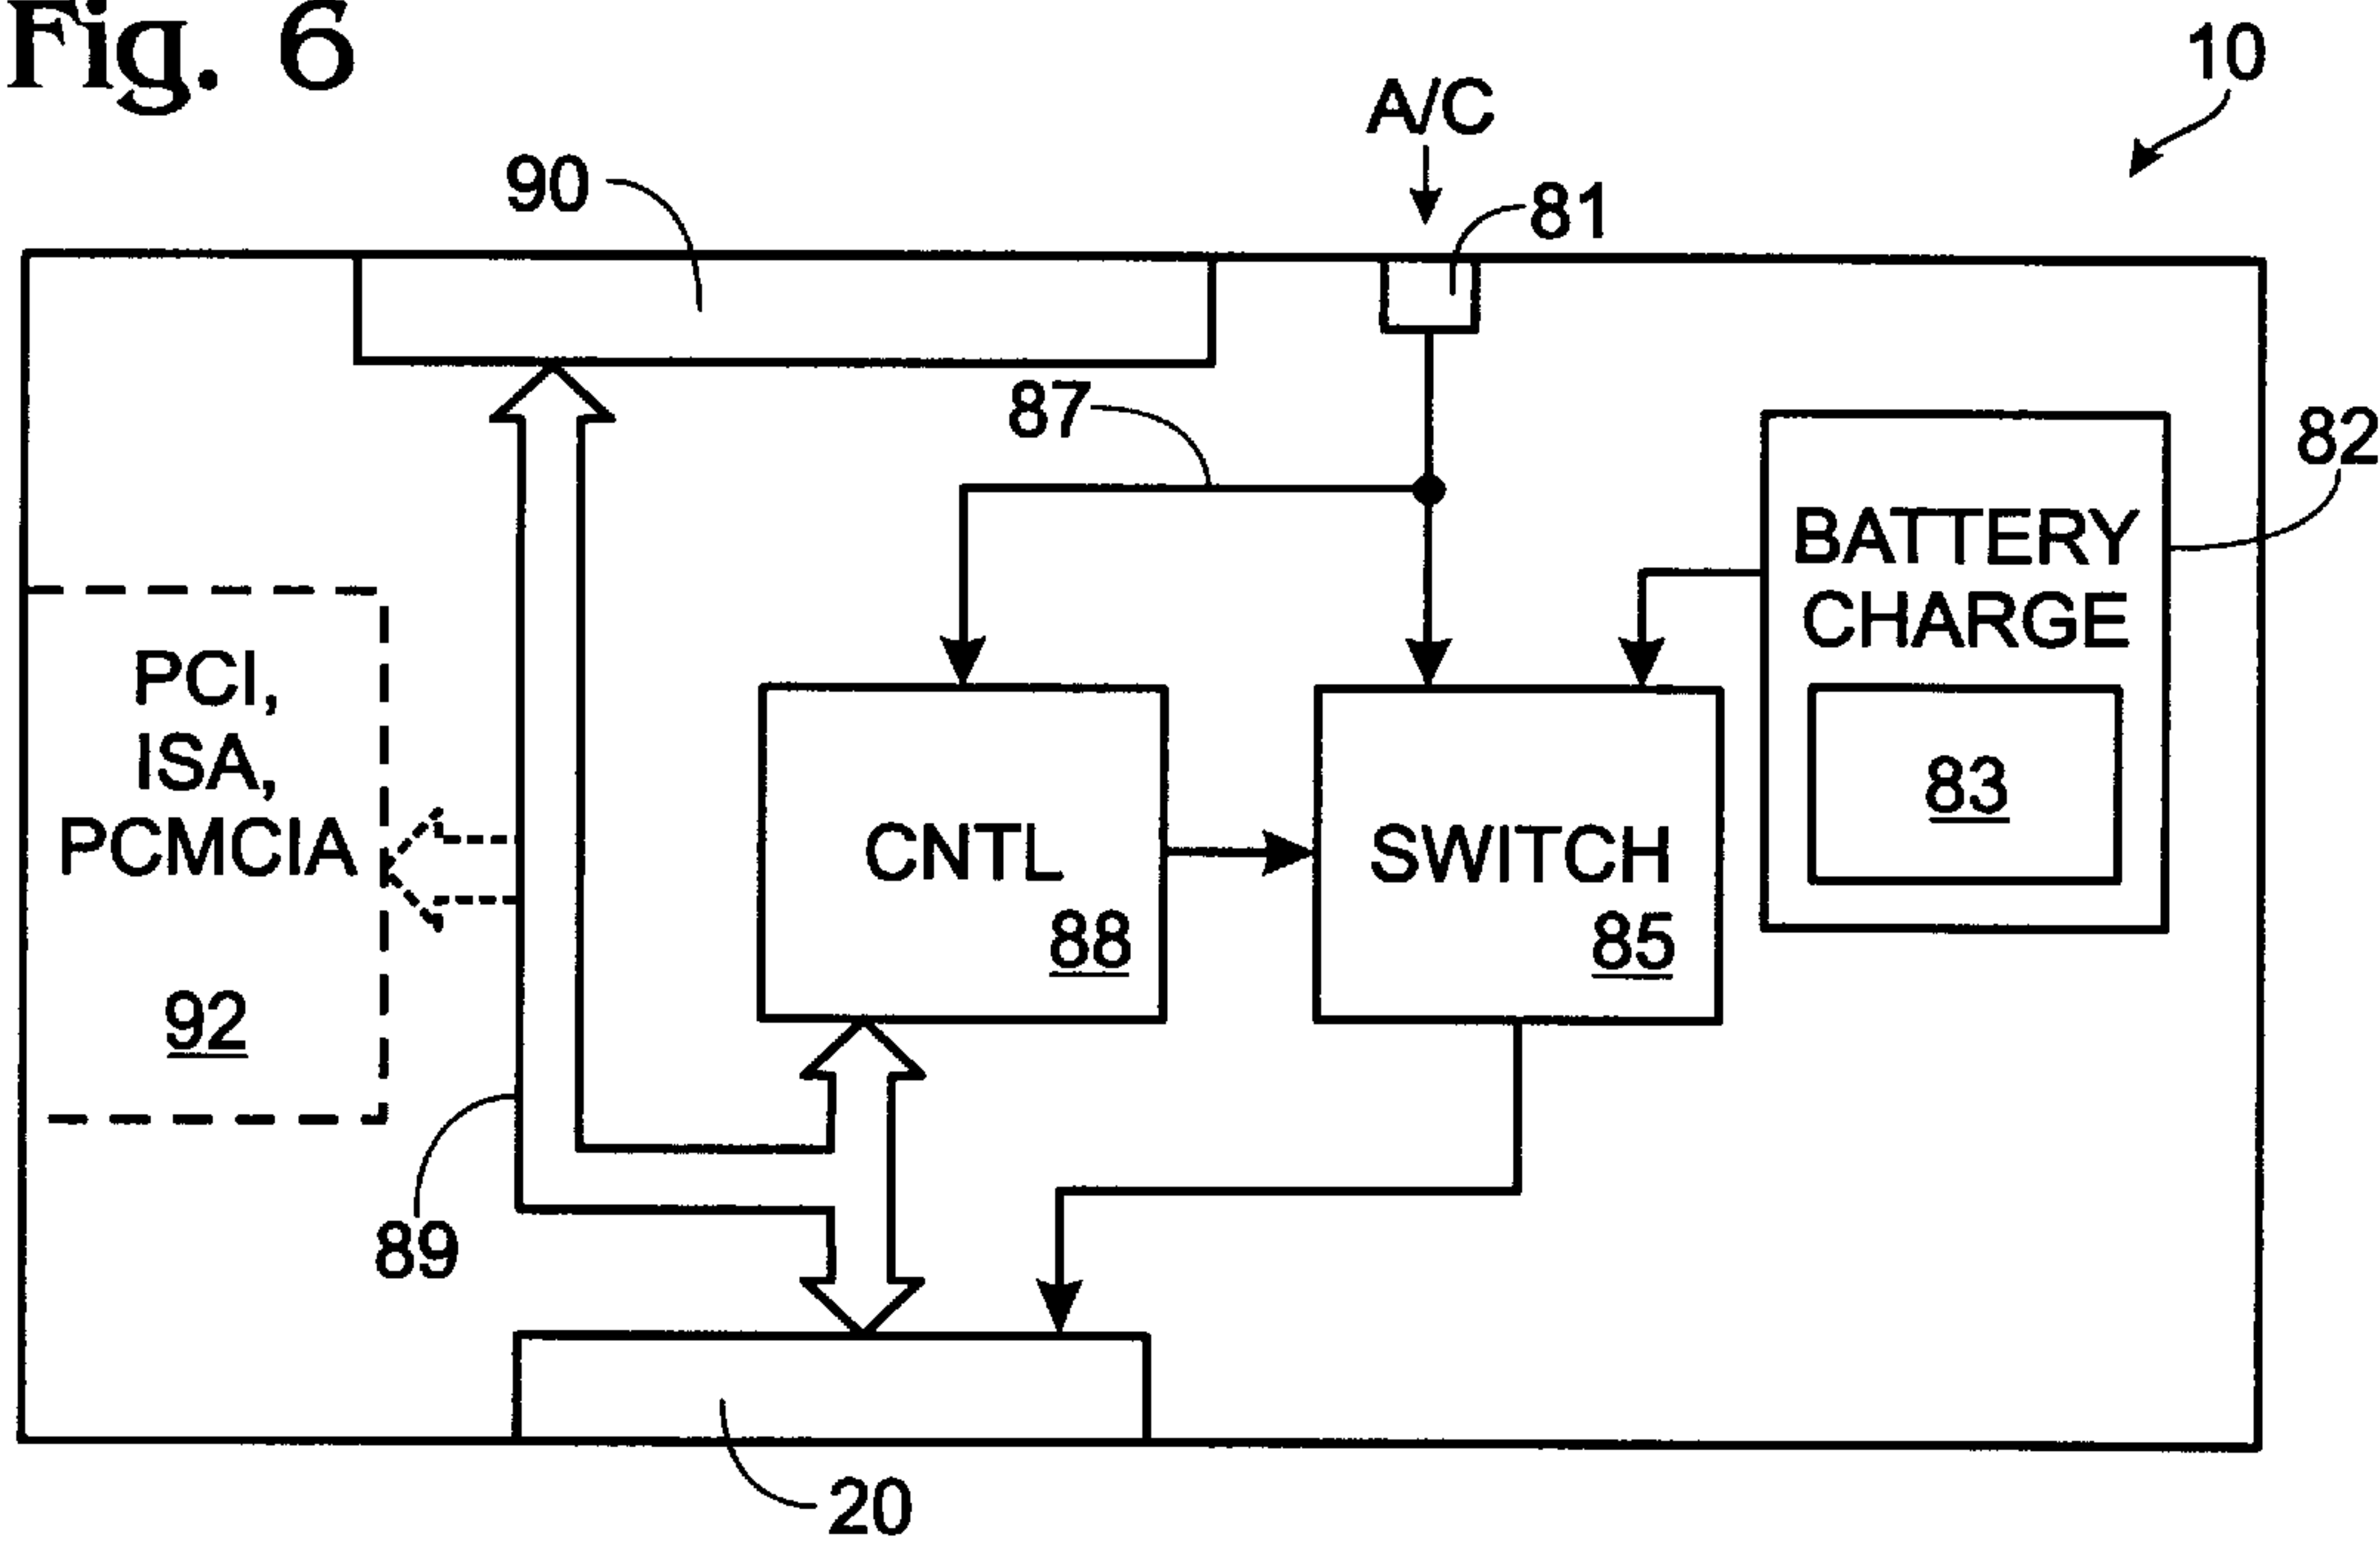 Fig. 6
10
A/C
90
81
87
82
BATTERY
CHARGE
83
PCI,
ISA,
PCMCIA
92
CNTL
88
SWITCH
85
89
20